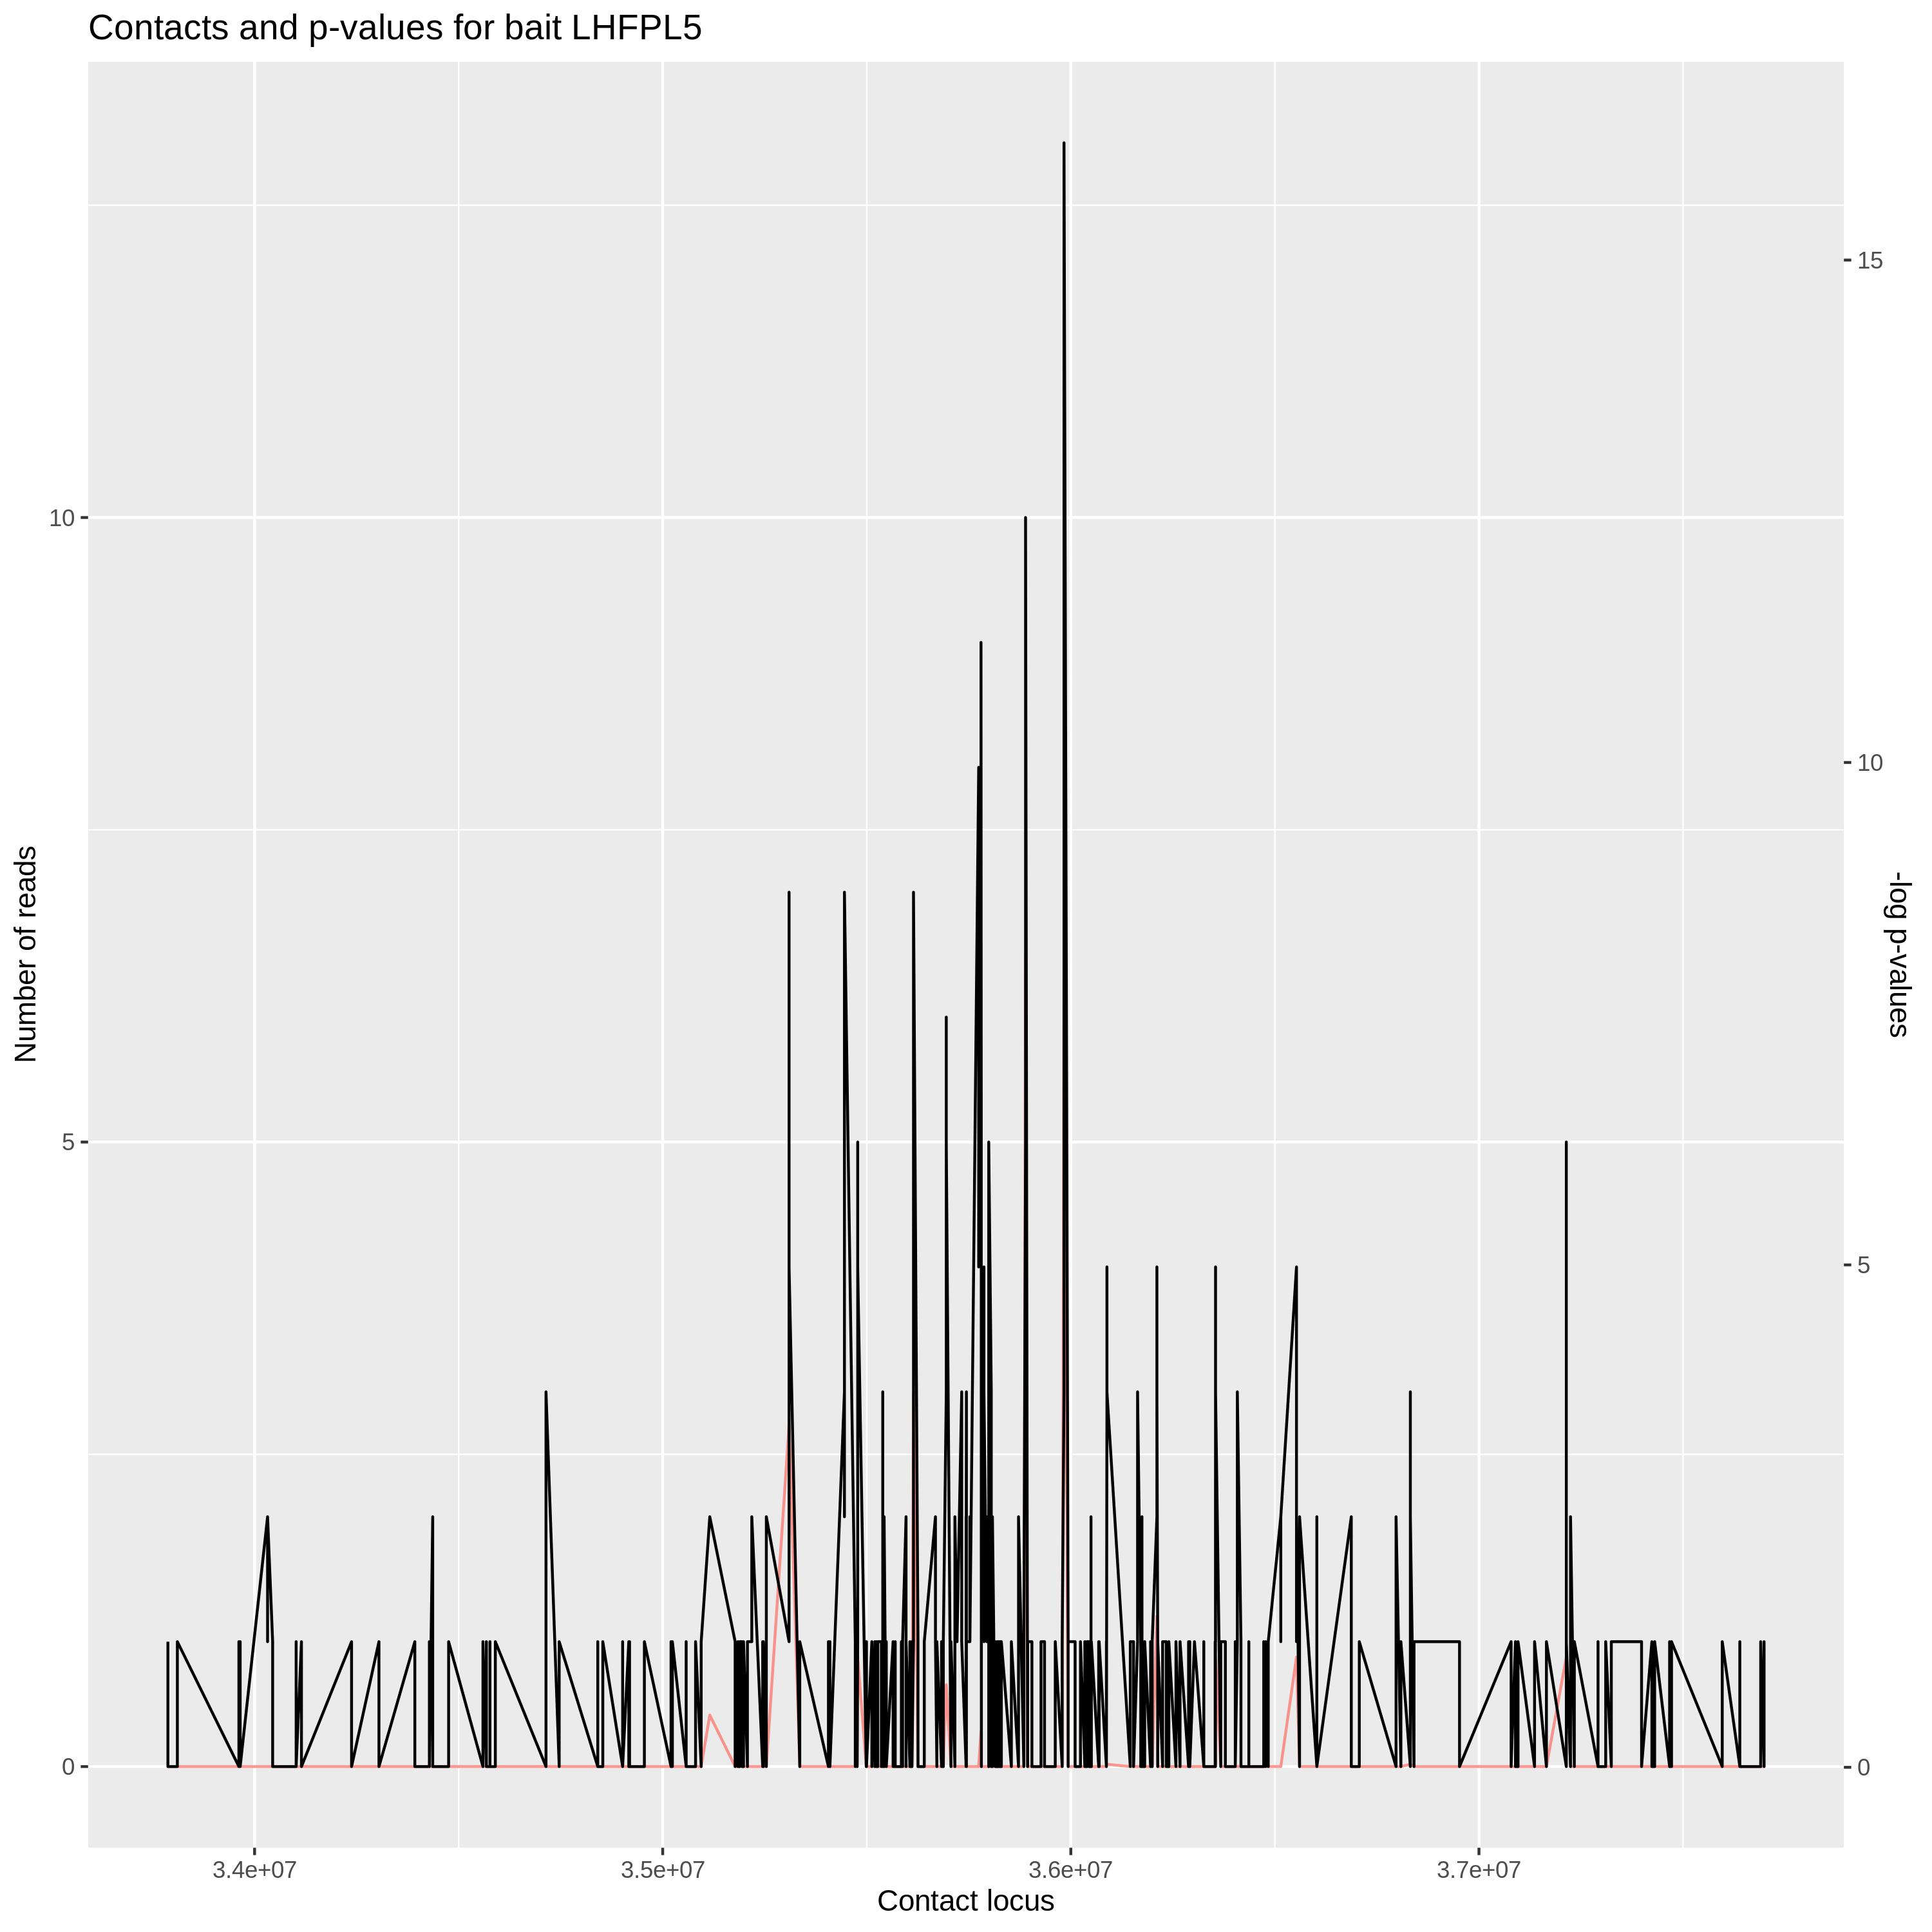 Contacts and p-values for bait LHFPL5
Number of reads
10
5
0
15
10
5
0
-log p-values
3.4e+07
3.5e+07
3.6e+07
3.7e+07
Contact locus